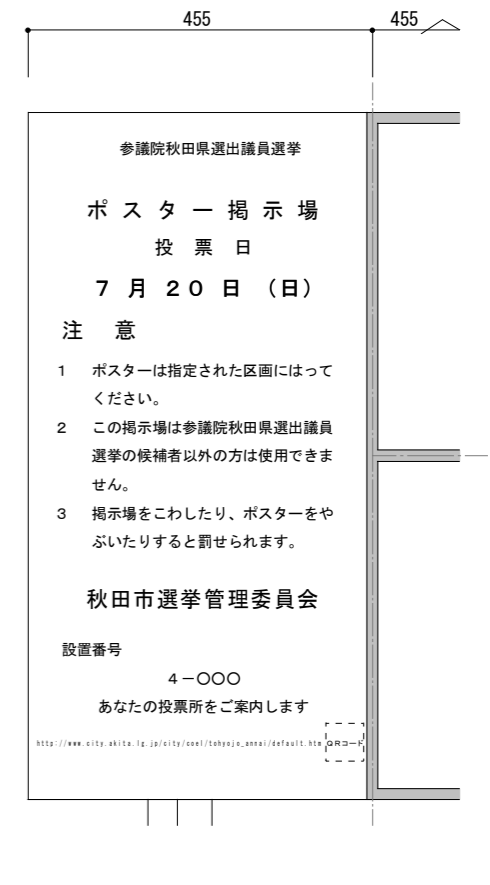 455 455
参議院秋田県選出議員選挙
ポスター掲示場
投票日
7月20日(日)
注意
1 ポスターは指定された区画にはって
ください。
2 この掲示場は参議院秋田県選出議員
選挙の候補者以外の方は使用できま
せん。
3 掲示場をこわしたり、ポスターをや
ぶいたりすると罰せられます。
秋田市選挙管理委員会
設置番号
4-○○○
あなたの投票所をご案内します
http://www.city.akita.lg.jp/city/coel/tohyojo_annai/default.htm QRコード